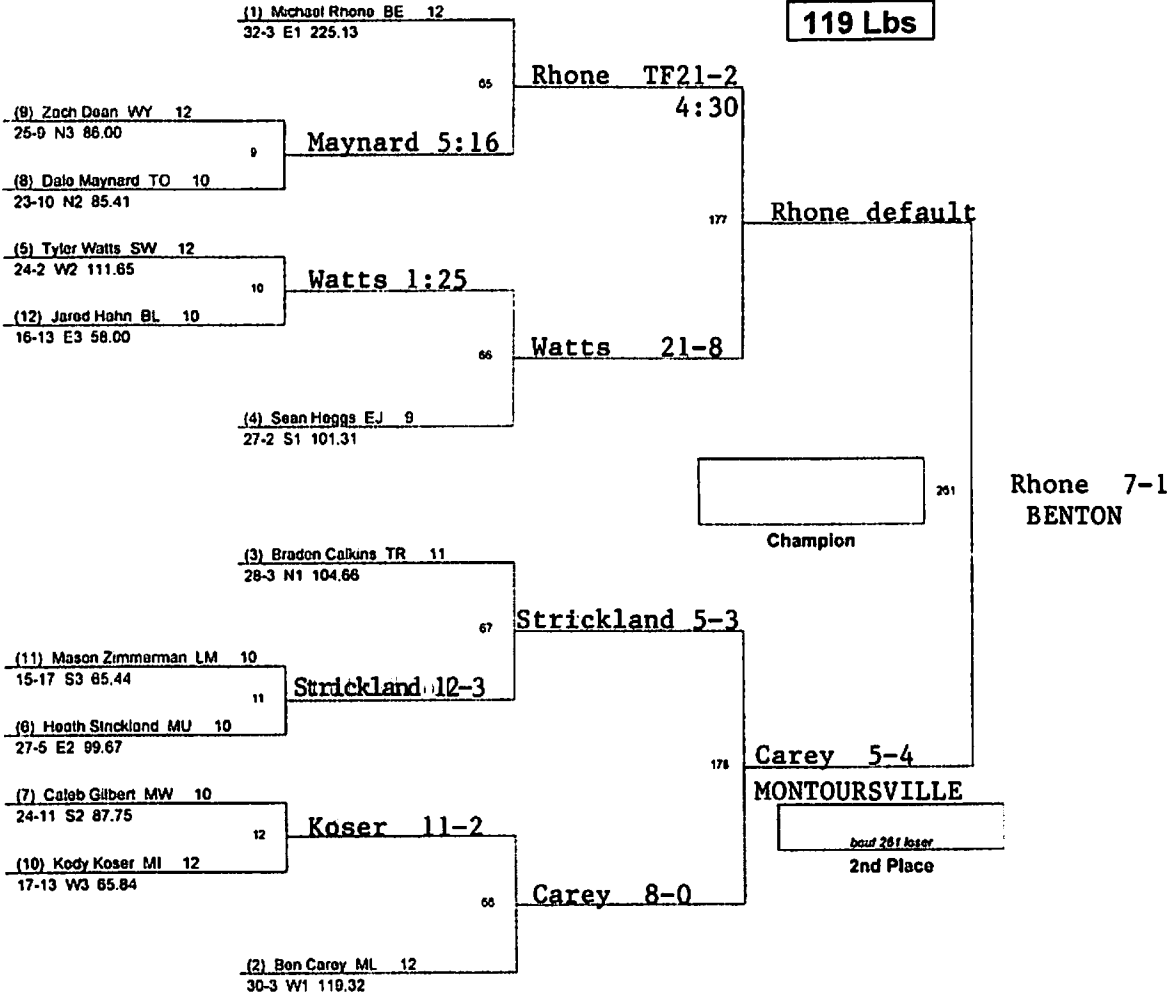 119 Lbs
(1) Michael Rhone BE 12
32-3 E1 225.13
65
Rhone TF21-2
4:30
(9) Zach Dean WY 12
25-9 N3 86.00
9
Maynard 5:16
(8) Dale Maynard TO 10
23-10 N2 85.41
177
Rhone default
(5) Tyler Watts SW 12
24-2 W2 111.65
10
Watts 1:25
(12) Jared Hahn BL 10
16-13 E3 58.00
66
Watts 21-8
(4) Sean Heggs EJ 9
27-2 S1 101.31
261
Rhone 7-1
BENTON
Champion
(3) Braden Calkins TR 11
28-3 N1 104.66
67
Strickland 5-3
(11) Mason Zimmerman LM 10
15-17 S3 65.44
11
Strickland 12-3
(6) Heath Strickland MU 10
27-5 E2 99.67
178
Carey 5-4
MONTOURSVILLE
(7) Caleb Gilbert MW 10
24-11 S2 87.75
12
Koser 11-2
bout 261 loser
2nd Place
(10) Kody Koser MI 12
17-13 W3 65.84
68
Carey 8-0
(2) Ben Carey ML 12
30-3 W1 119.32